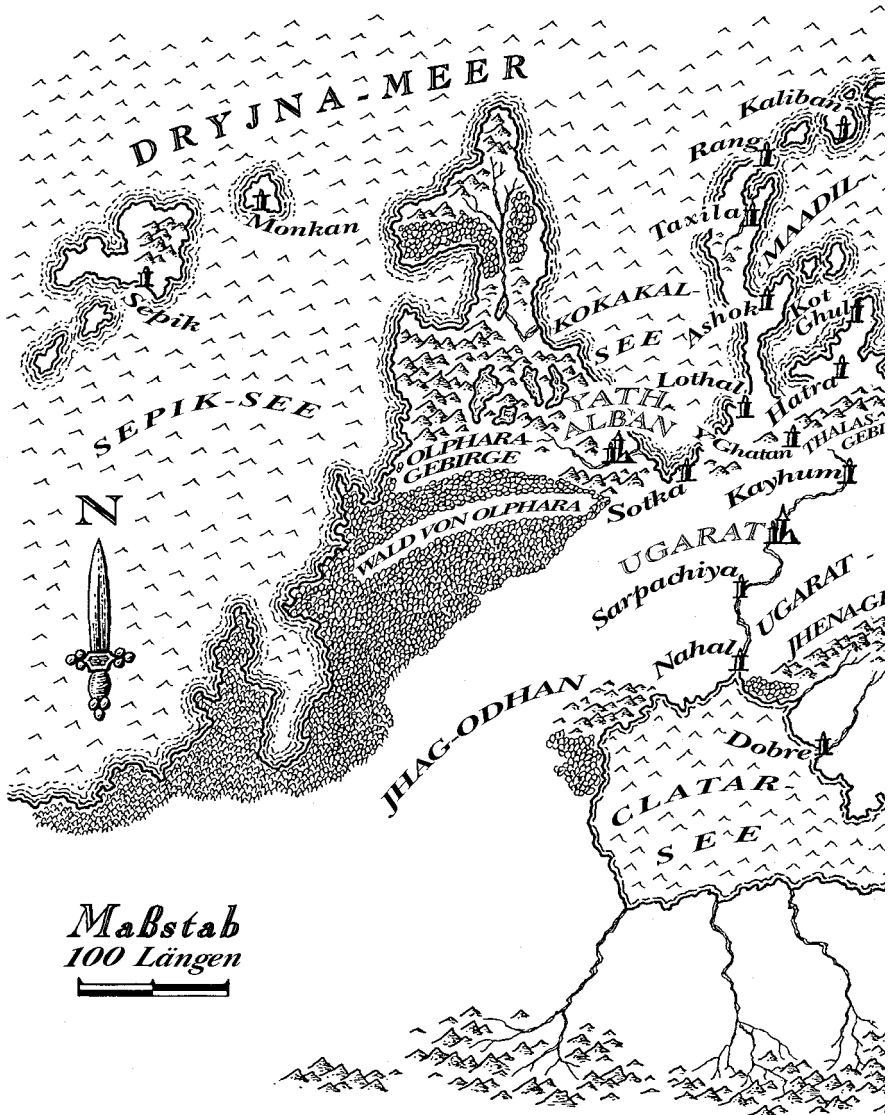 DRYJNA-MEER
Kaliban
Rang
Monkan
Taxila
MAADIL-
Sepik
KOKAKAL-
SEE
Ashok
Kot
Ghul
SEPIK-SEE
Lothal
Hatra
YATH
ALBAN
Y'Ghatan
THALAS-
GEBI
OLPHARA-
GEBIRGE
Sotka
Kayhum
WALD VON OLPHARA
N
UGARAT
Sarpachiya
UGARAT-
JHENA-GE
Nahal
JHAG-ODHAN
Dobre
CLATAR-
SEE
Maßstab
100 Längen